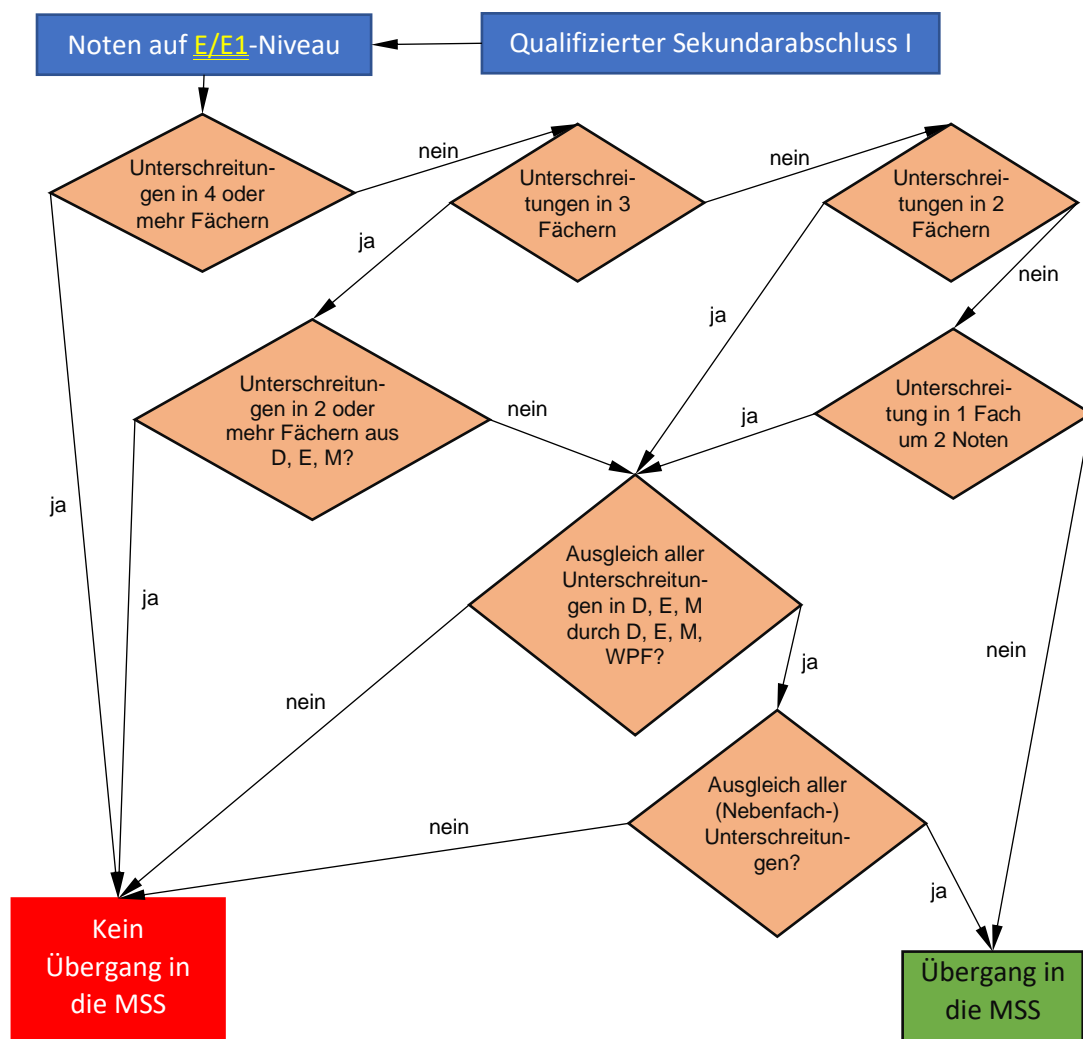 Noten auf E/E1-Niveau
Qualifizierter Sekundarabschluss I
Unterschreitun-
gen in 4 oder
mehr Fächern
nein
Unterschrei-
tungen in 3
Fächern
nein
Unterschrei-
tungen in 2
Fächern
ja
nein
ja
Unterschreitun-
gen in 2 oder
mehr Fächern aus
D, E, M?
nein
ja
Unterschrei-
tung in 1 Fach
um 2 Noten
ja
ja
Ausgleich aller
Unterschreitun-
gen in D, E, M
durch D, E, M,
WPF?
nein
ja
nein
Ausgleich aller
(Nebenfach-)
Unterschreitun-
gen?
nein
ja
Kein
Übergang in
die MSS
Übergang in
die MSS